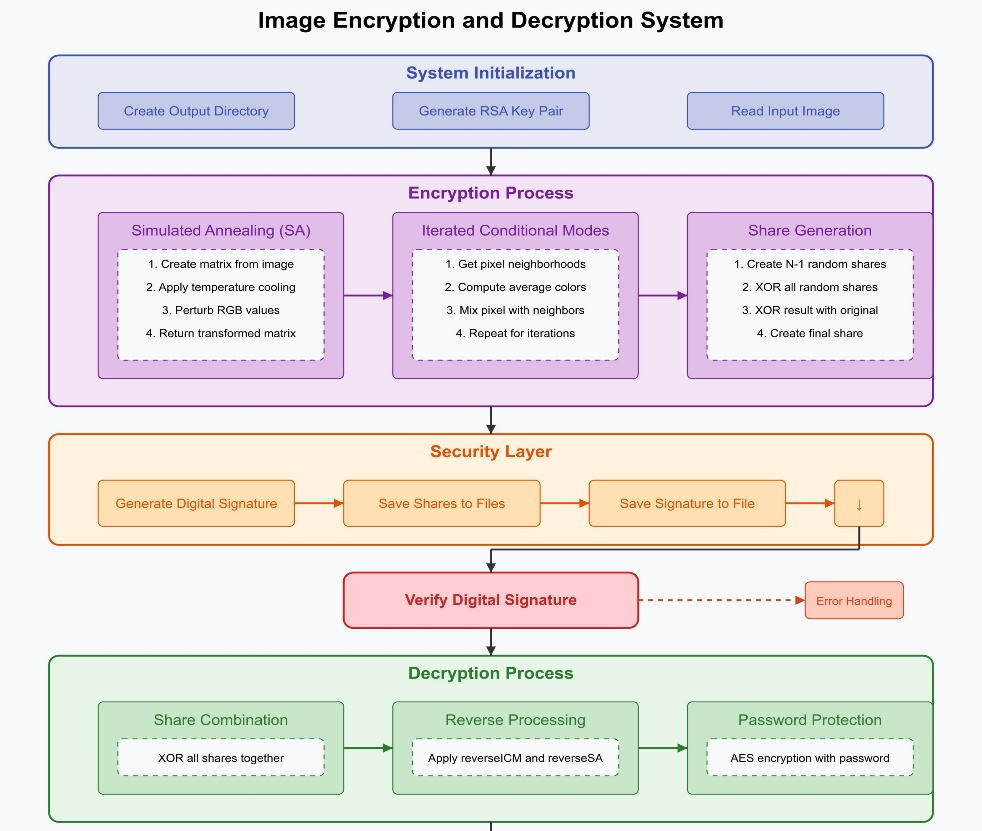 Image Encryption and Decryption System
System Initialization
Create Output Directory
Generate RSA Key Pair
Read Input Image
Encryption Process
Simulated Annealing (SA)
1. Create matrix from image
2. Apply temperature cooling
3. Perturb RGB values
4. Return transformed matrix
Iterated Conditional Modes
1. Get pixel neighborhoods
2. Compute average colors
3. Mix pixel with neighbors
4. Repeat for iterations
Share Generation
1. Create N-1 random shares
2. XOR all random shares
3. XOR result with original
4. Create final share
Security Layer
Generate Digital Signature
Save Shares to Files
Save Signature to File
↓
Verify Digital Signature
Error Handling
Decryption Process
Share Combination
XOR all shares together
Reverse Processing
Apply reverseICM and reverseSA
Password Protection
AES encryption with password